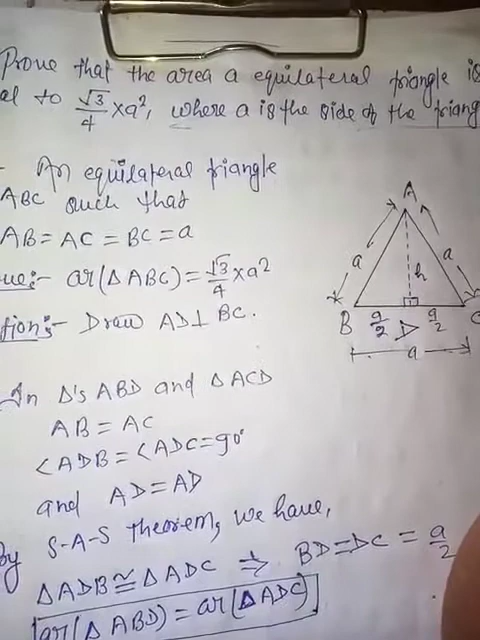 Prove that the area a equilateral triangle is
al to √3/4 × a², where a is the side of the triang
An equilateral triangle
ABC such that
AB = AC = BC = a
ue:- ar(ΔABC) = √3/4 × a²
tion:- Draw AD⊥ BC.
A
a
a
h
B a/2 D a/2 C
a
In Δ's ABD and ΔACD
AB = AC
<ADB = <ADC = 90°
and AD = AD
By S-A-S theorem, we have,
ΔADB ≅ ΔADC ⇒ BD = DC = a/2
ar(ΔABD) = ar(ΔADC)